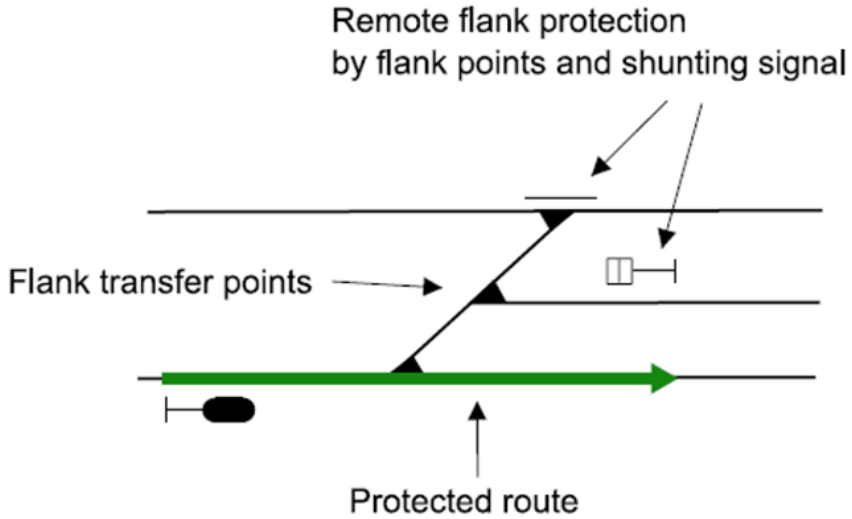 Remote flank protection
by flank points and shunting signal
Flank transfer points
Protected route